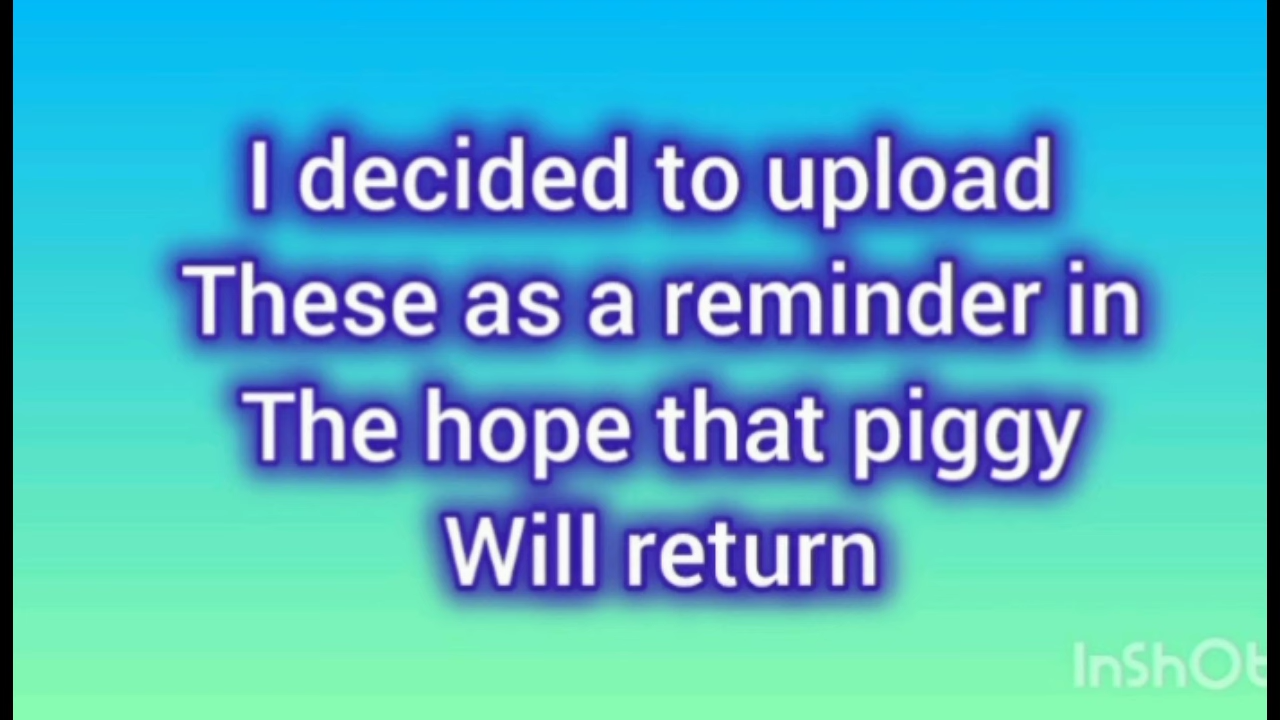 I decided to upload
These as a reminder in
The hope that piggy
Will return
InShOt